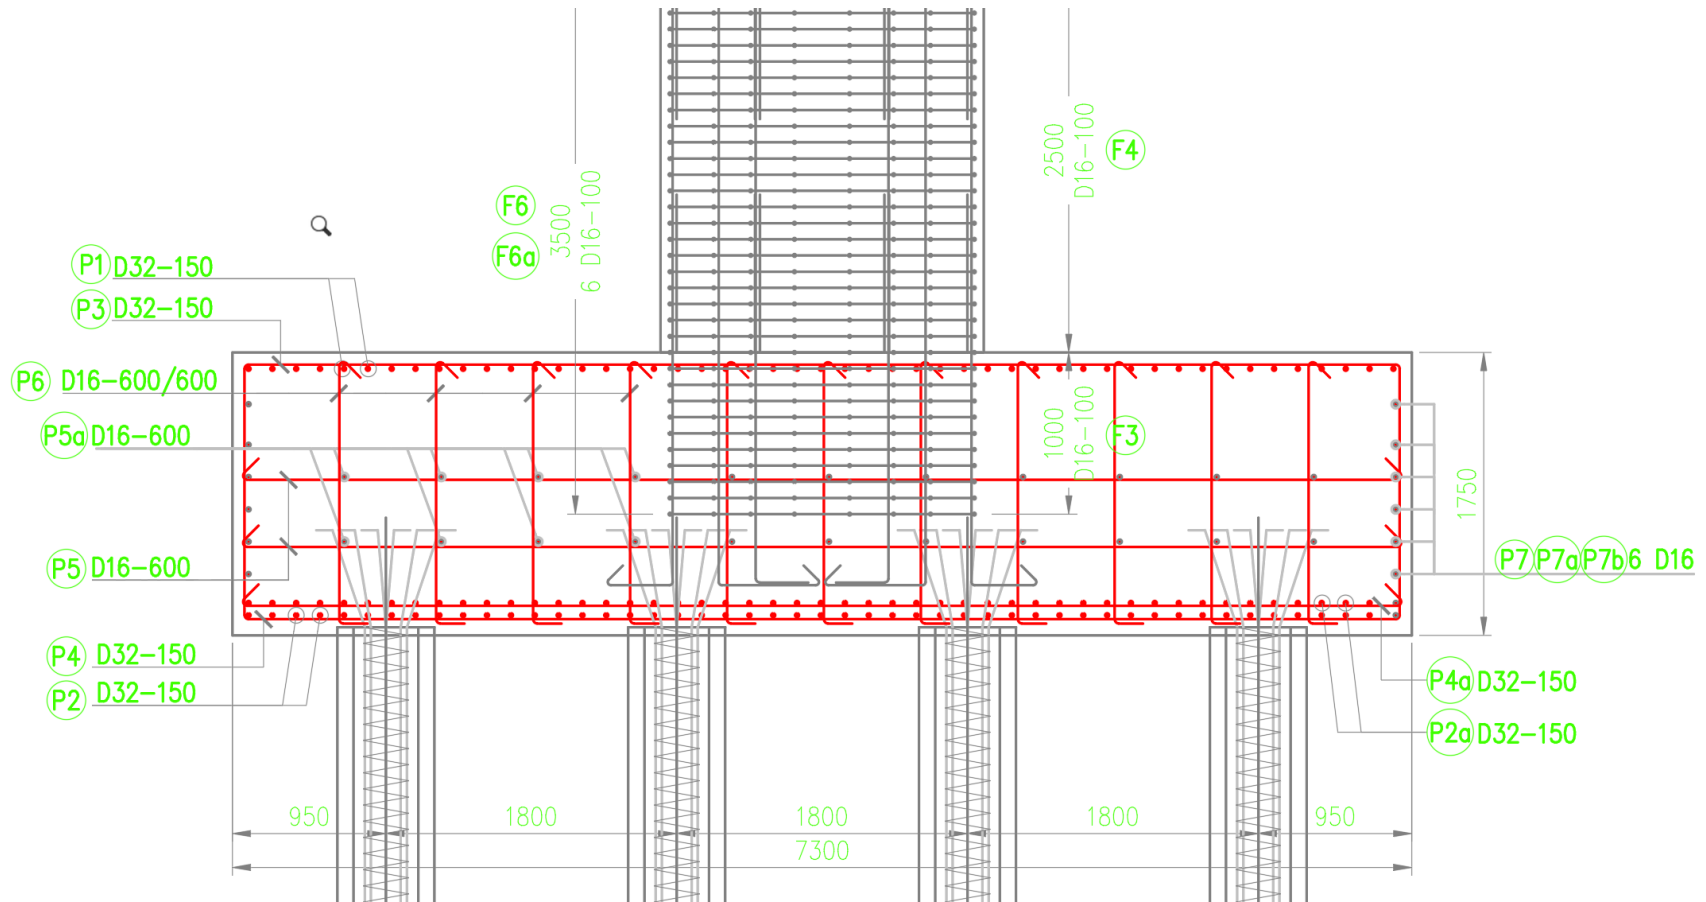 2500
D16-100
F4
F6
F6a
3500
6 D16-100
P1 D32-150
P3 D32-150
P6 D16-600/600
P5a D16-600
1000
D16-100
F3
1750
P5 D16-600
P7 P7a P7b 6 D16
P4 D32-150
P2 D32-150
P4a D32-150
P2a D32-150
950 1800 1800 1800 950
7300